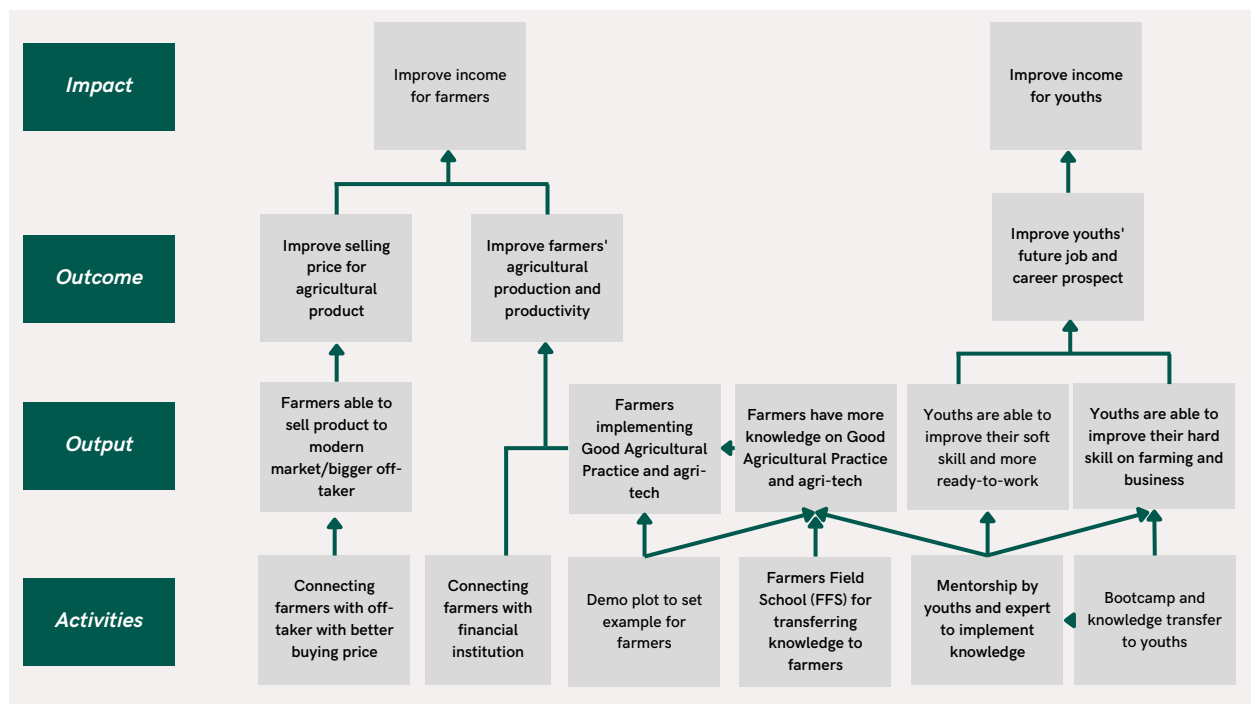 Impact
Improve income
for farmers
Improve income
for youths
Outcome
Improve selling
price for
agricultural
product
Improve farmers'
agricultural
production and
productivity
Improve youths'
future job and
career prospect
Output
Farmers able to
sell product to
modern
market/bigger off-
taker
Farmers
implementing
Good Agricultural
Practice and agri-
tech
Farmers have more
knowledge on Good
Agricultural Practice
and agri-tech
Youths are able to
improve their soft
skill and more
ready-to-work
Youths are able to
improve their hard
skill on farming and
business
Activities
Connecting
farmers with off-
taker with better
buying price
Connecting
farmers with
financial
institution
Demo plot to set
example for
farmers
Farmers Field
School (FFS) for
transferring
knowledge to
farmers
Mentorship by
youths and expert
to implement
knowledge
Bootcamp and
knowledge transfer
to youths